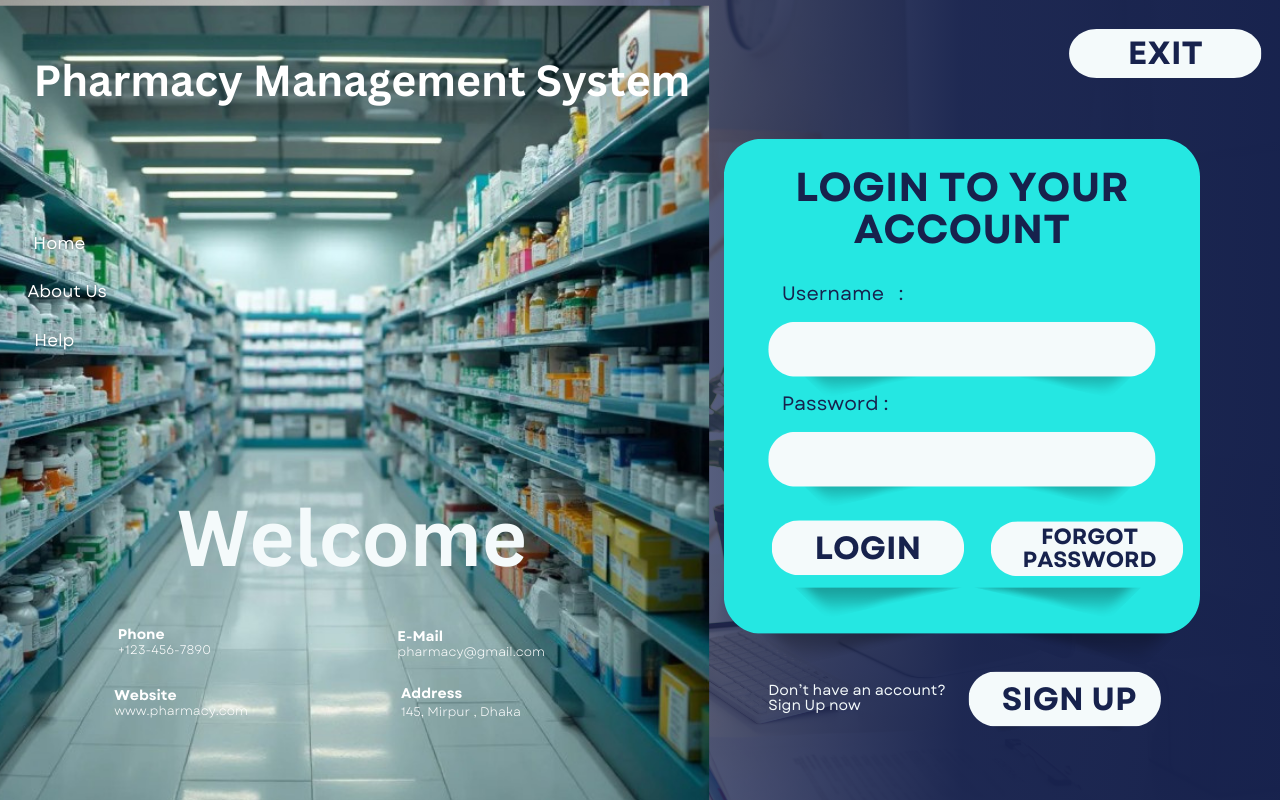 Pharmacy Management System
Home
About Us
Help
Welcome
Phone
+123-456-7890
E-Mail
pharmacy@gmail.com
Website
www.pharmacy.com
Address
145, Mirpur , Dhaka
EXIT
LOGIN TO YOUR
ACCOUNT
Username :
Password :
LOGIN
FORGOT
PASSWORD
Don't have an account?
Sign Up now
SIGN UP